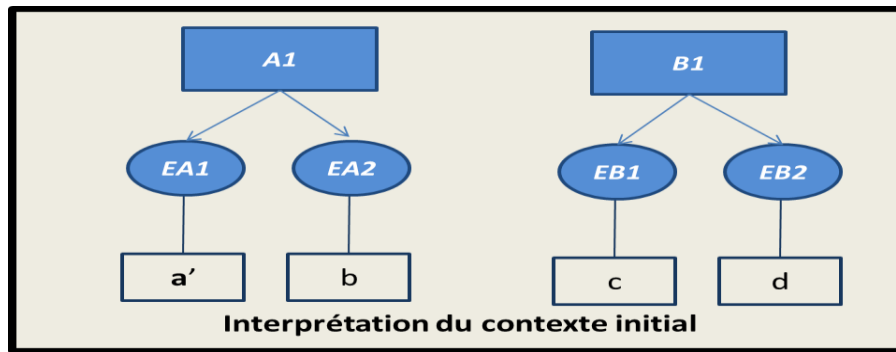 A1 B1
EA1 EA2 EB1 EB2
a’ b c d
Interprétation du contexte initial